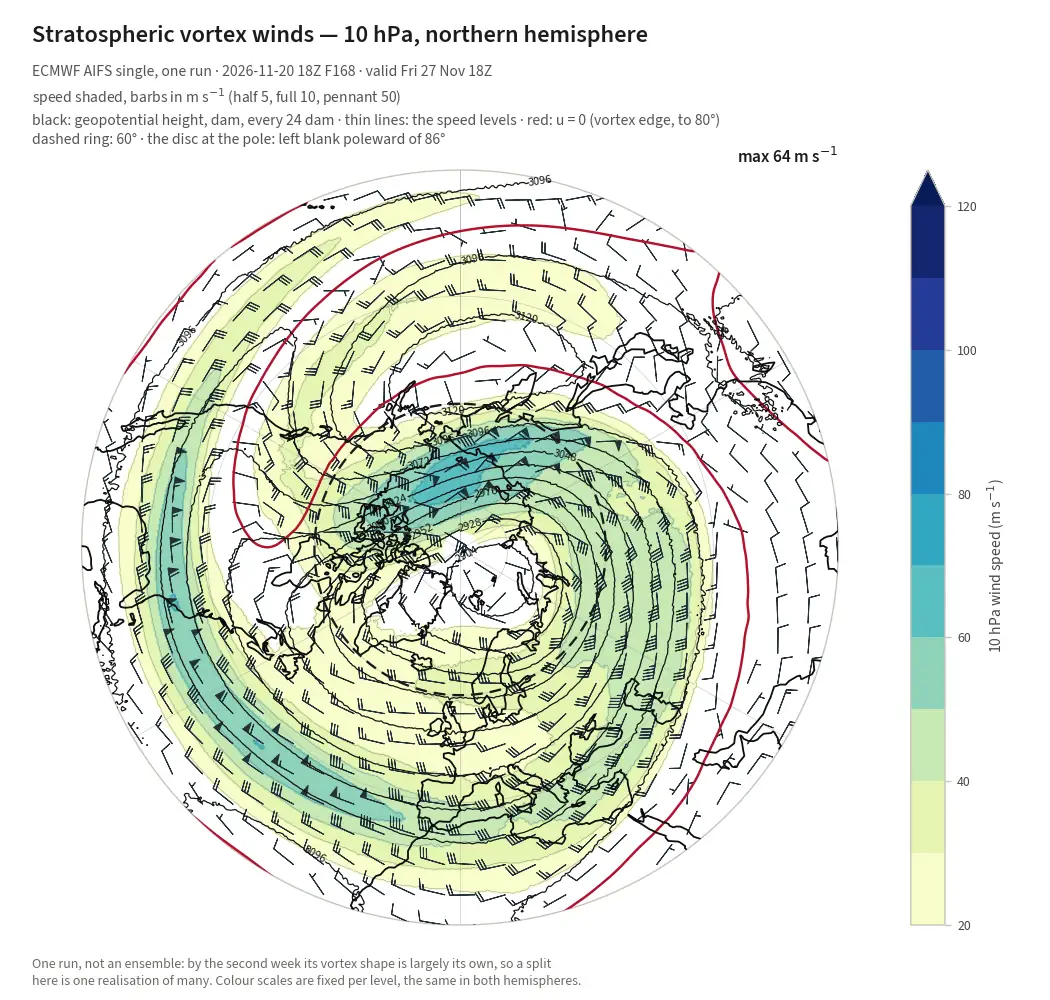 Stratospheric vortex winds — 10 hPa, northern hemisphere
ECMWF AIFS single, one run · 2026-11-20 18Z F168 · valid Fri 27 Nov 18Z
speed shaded, barbs in m s⁻¹ (half 5, full 10, pennant 50)
black: geopotential height, dam, every 24 dam · thin lines: the speed levels · red: u = 0 (vortex edge, to 80°)
dashed ring: 60° · the disc at the pole: left blank poleward of 86°
max 64 m s⁻¹
3096
3096
3120
3096
3120
3096
3072
3048
2976
2928
3096
120
100
80
60
40
20
10 hPa wind speed (m s⁻¹)
One run, not an ensemble: by the second week its vortex shape is largely its own, so a split
here is one realisation of many. Colour scales are fixed per level, the same in both hemispheres.